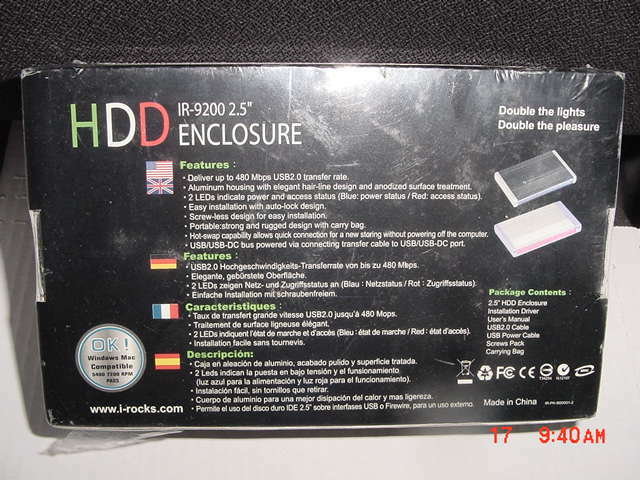 HDD IR-9200 2.5"
ENCLOSURE
Double the lights
Double the pleasure
Features :
· Deliver up to 480 Mbps USB2.0 transfer rate.
· Aluminum housing with elegant hair-line design and anodized surface treatment.
· 2 LEDs indicate power and access status (Blue: power status / Red: access status).
· Easy installation with auto-lock design.
· Screw-less design for easy installation.
· Portable:strong and rugged design with carry bag.
· Hot-swap capability allows quick connection for a new storing without powering off the computer.
· USB/USB-DC bus powered via connecting transfer cable to USB/USB-DC port.
Features :
· USB2.0 Hochgeschwindigkeits-Transferrate von bis zu 480 Mbps.
· Elegante, gebürstete Oberfläche.
· 2 LEDs zeigen Netz- und Zugriffsstatus an (Blau : Netzstatus / Rot : Zugriffsstatus).
· Einfache Installation mit schraubenfreiem.
Caracteristiques :
· Taux de transfert grande vitesse USB2.0 jusqu'à 480 Mops.
· Traitement de surface ligneuse élégant.
· 2 LEDs indiquent l'état de marche et d'accès (Bleu : état de marche / Red : état d'accès).
· Installation facile sans tournevis.
Descripción:
· Caja en aleación de aluminio, acabado pulido y superficie tratada.
· 2 Leds indican la puesta en bajo tensión y el funcionamiento
(luz azul para la alimentación y luz roja para el funcionamiento).
· Instalación fácil, sin tornillos que retirar.
· Cuerpo de aluminio para una mejor disipación del calor y mas ligereza.
· Permite el uso del disco duro IDE 2.5" sobre interfases USB o Firewire, para un uso externo.
Package Contents :
2.5" HDD Enclosure
Installation Driver
User's Manual
USB2.0 Cable
USB Power Cable
Screws Pack
Carrying Bag
OK!
Windows Mac
Compatible
5400 7200 RPM
PASS
www.i-rocks.com
FC CE
Made in China
17 9:40AM